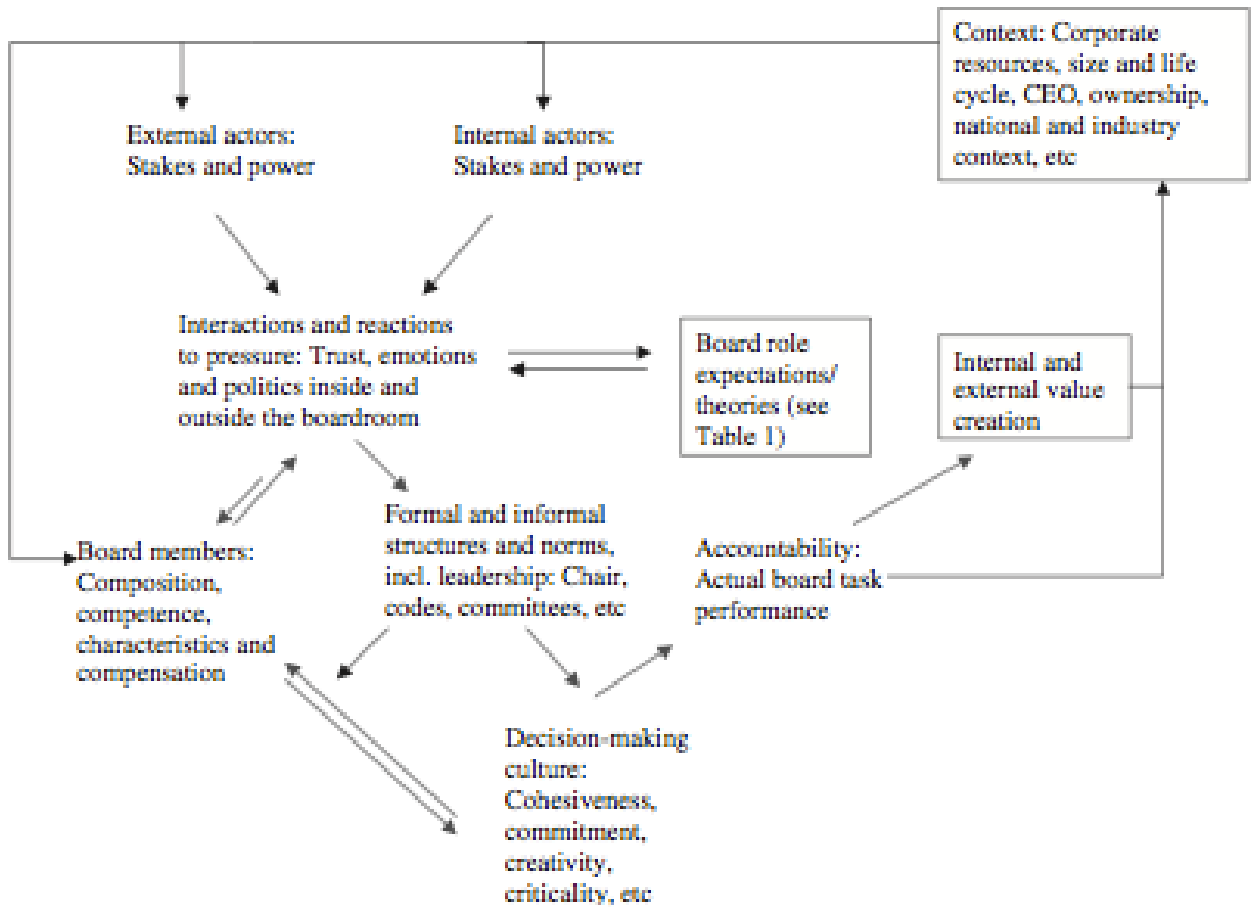 Context: Corporate
resources, size and life
cycle, CEO, ownership,
national and industry
context, etc
External actors:
Stakes and power
Internal actors:
Stakes and power
Interactions and reactions
to pressure: Trust, emotions
and politics inside and
outside the boardroom
Board role
expectations/
theories (see
Table 1)
Internal and
external value
creation
Board members:
Composition,
competence,
characteristics and
compensation
Formal and informal
structures and norms,
incl. leadership: Chair,
codes, committees, etc
Accountability:
Actual board task
performance
Decision-making
culture:
Cohesiveness,
commitment,
creativity,
criticality, etc